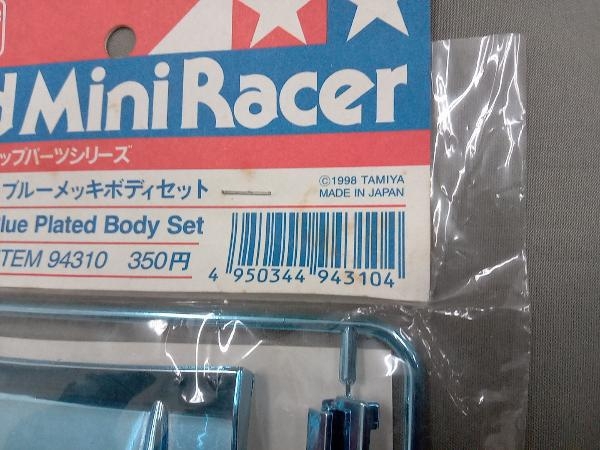 d Mini Racer
ップパーツシリーズ
ブルーメッキボディセット
©1998 TAMIYA
MADE IN JAPAN
Blue Plated Body Set
ITEM 94310 350円
4 950344 943104